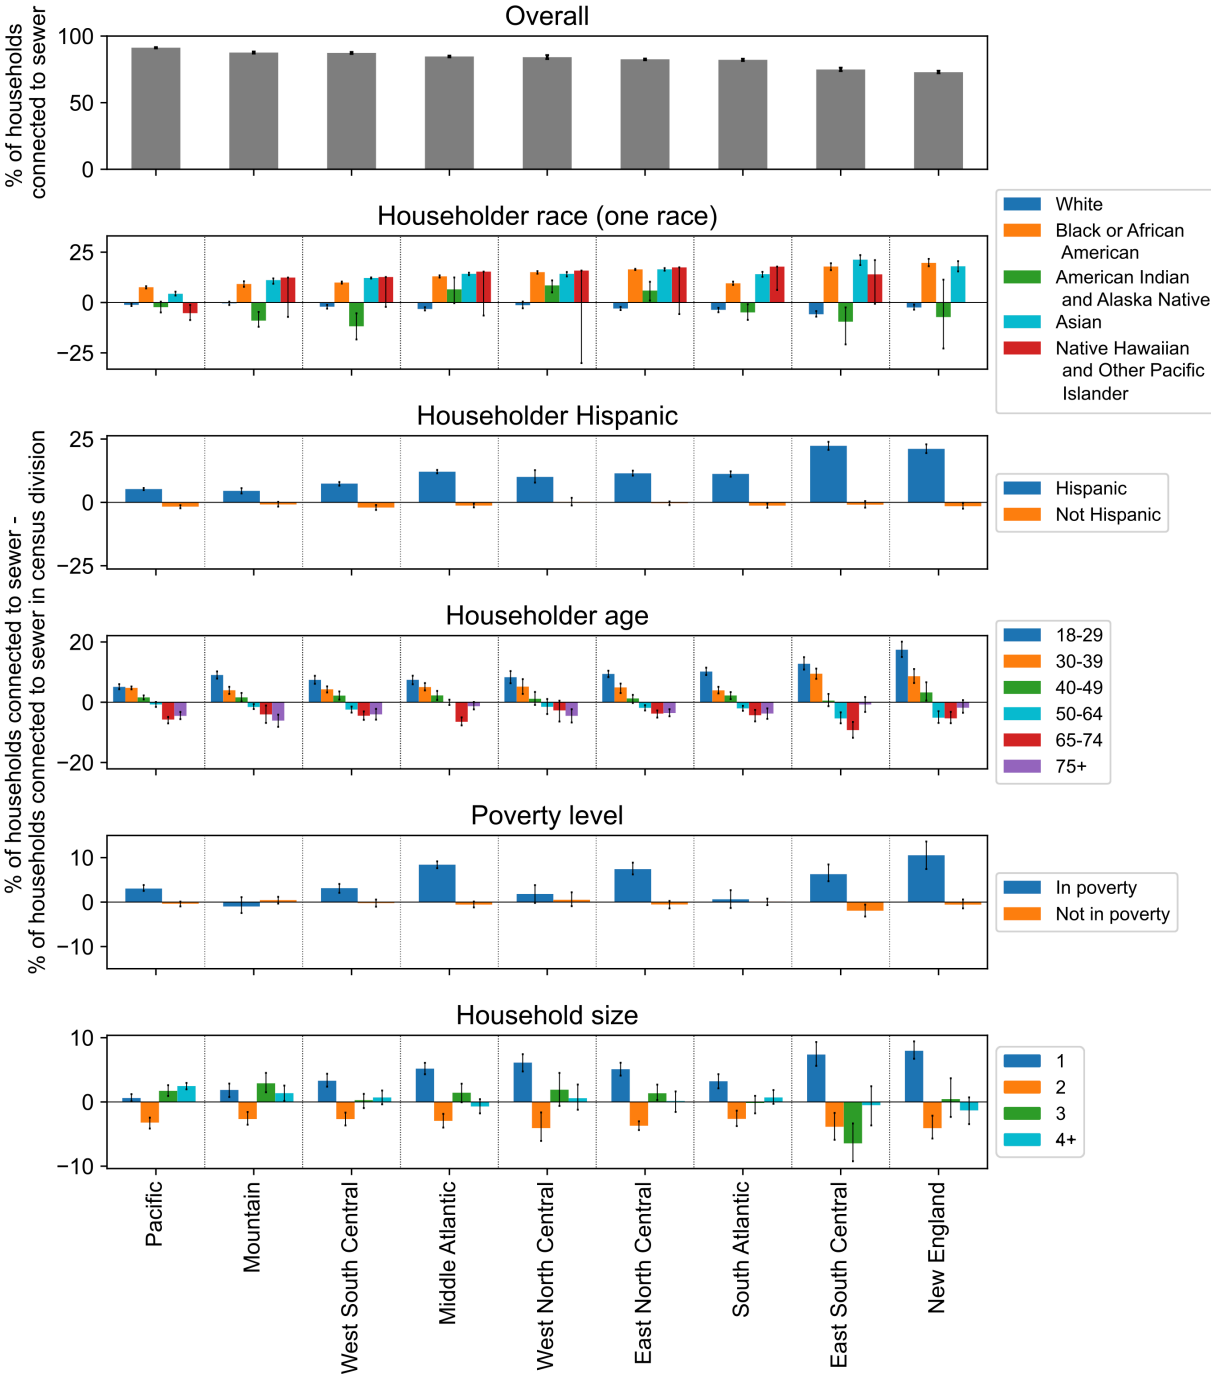 Overall
% of households
connected to sewer
100
50
0
Householder race (one race)
25
0
−25
White
Black or African
American
American Indian
and Alaska Native
Asian
Native Hawaiian
and Other Pacific
Islander
% of households connected to sewer -
% of households connected to sewer in census division
Householder Hispanic
25
0
−25
Hispanic
Not Hispanic
Householder age
20
0
−20
18-29
30-39
40-49
50-64
65-74
75+
Poverty level
10
0
−10
In poverty
Not in poverty
Household size
10
0
−10
1
2
3
4+
Pacific
Mountain
West South Central
Middle Atlantic
West North Central
East North Central
South Atlantic
East South Central
New England